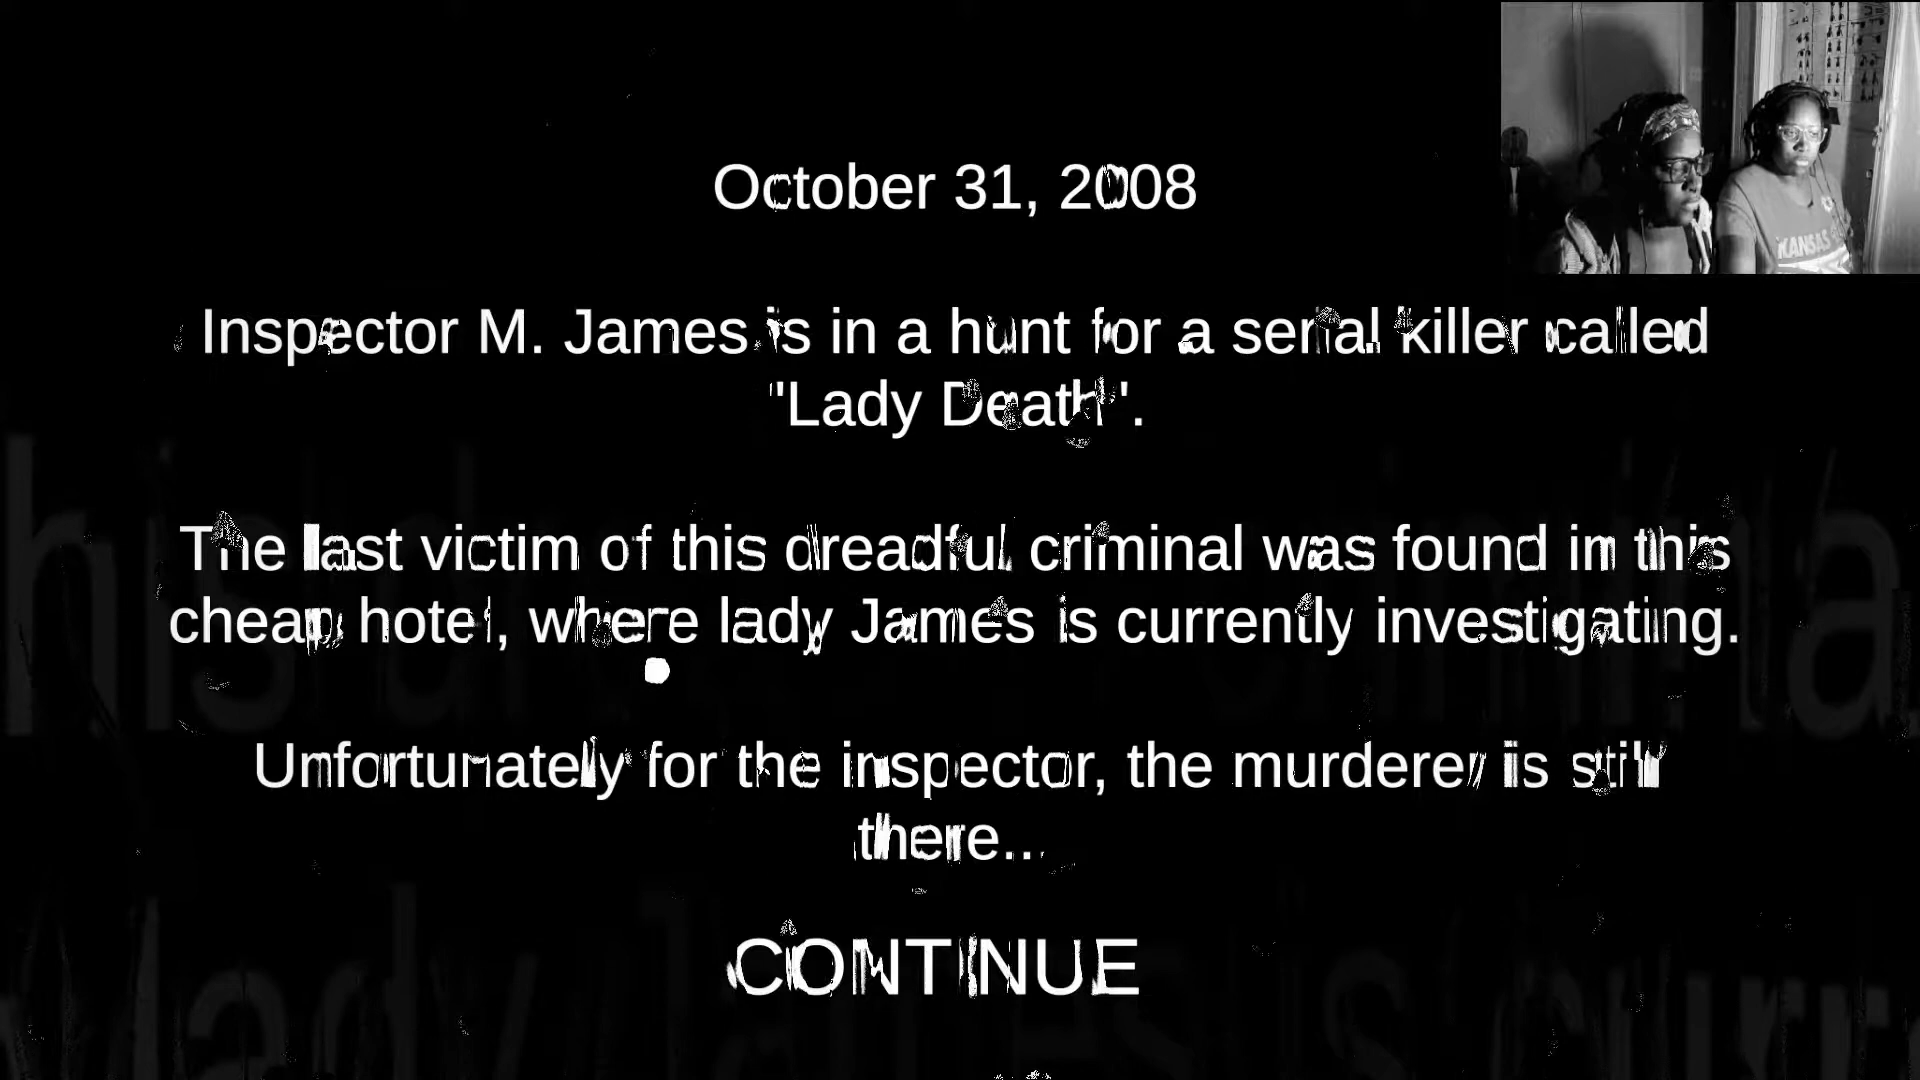 October 31, 2008
Inspector M. James is in a hunt for a serial killer called
"Lady Death".
The last victim of this dreadful criminal was found in this
cheap hotel, where lady James is currently investigating.
Unfortunately for the inspector, the murderer is still
there...
CONTINUE
KANSAS